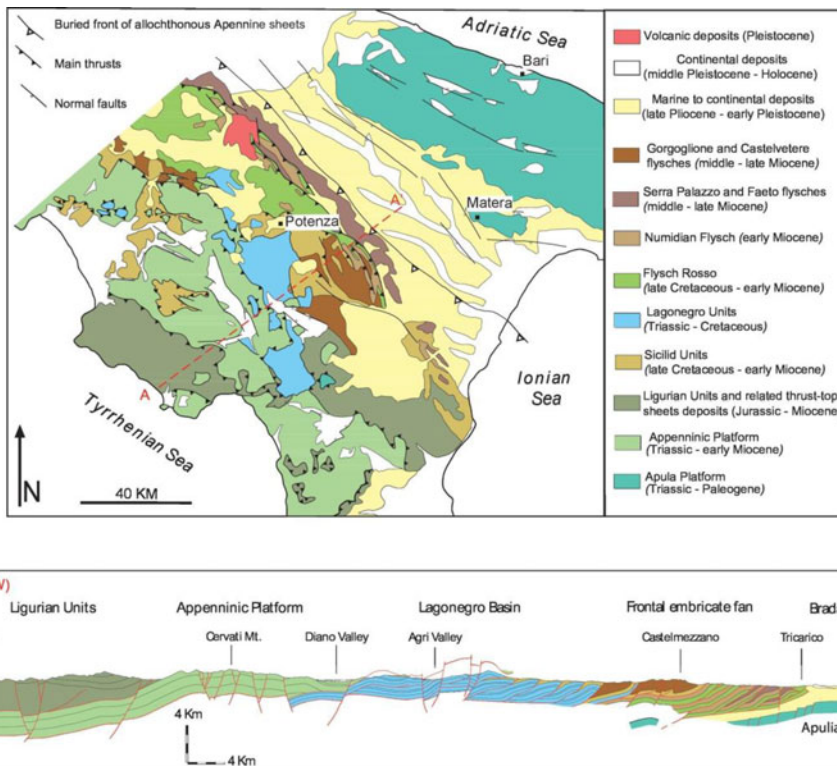 Buried front of allochthonous Apennine sheets
Main thrusts
Normal faults
Adriatic Sea
Bari
Matera
A'
Potenza
A
Tyrrhenian Sea
Ionian
Sea
N
40 KM
Volcanic deposits (Pleistocene)
Continental deposits
(middle Pleistocene - Holocene)
Marine to continental deposits
(late Pliocene - early Pleistocene)
Gorgoglione and Castelvetere
flysches (middle - late Miocene)
Serra Palazzo and Faeto flysches
(middle - late Miocene)
Numidian Flysch (early Miocene)
Flysch Rosso
(late Cretaceous - early Miocene)
Lagonegro Units
(Triassic - Cretaceous)
Sicilid Units
(late Cretaceous - early Miocene)
Ligurian Units and related thrust-top
sheets deposits (Jurassic - Miocene
Appenninic Platform
(Triassic - early Miocene)
Apula Platform
(Triassic - Paleogene)
Ligurian Units
Appenninic Platform
Lagonegro Basin
Frontal embricate fan
Brada
Cervati Mt.
Diano Valley
Agri Valley
Castelmezzano
Tricarico
4 Km
4 Km
Apulia